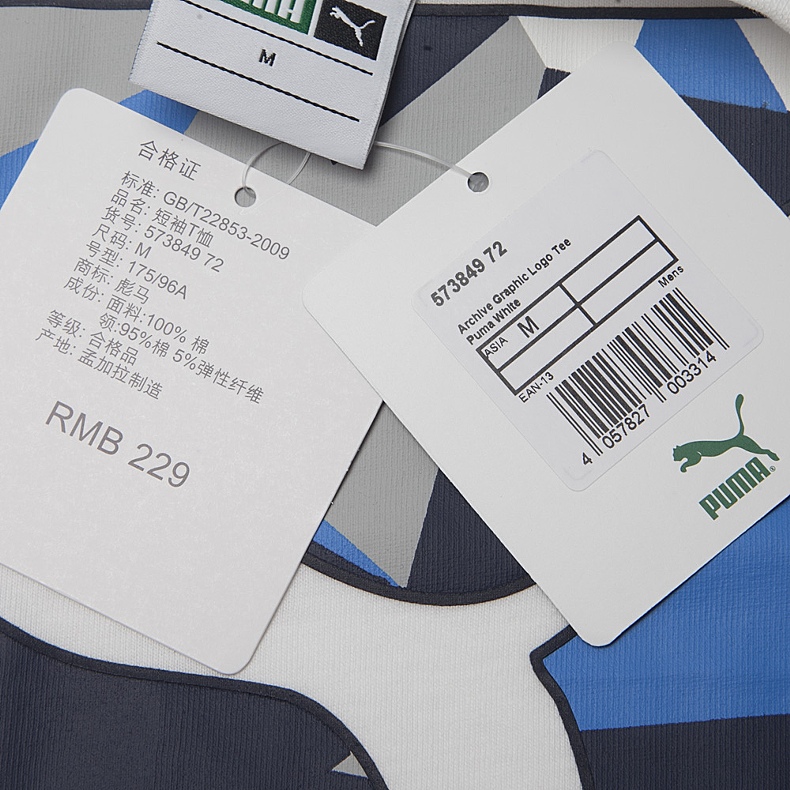 PUMA
M
合格证
标准: GB/T22853-2009
品名: 短袖T恤
货号: 573849 72
尺码: M
号型: 175/96A
商标: 彪马
成份: 面料:100% 棉
领:95%棉 5%弹性纤维
等级: 合格品
产地: 孟加拉制造
RMB 229
573849 72
Archive Graphic Logo Tee
Puma White
ASIA M
Mens
EAN-13
4 057827 003314
PUMA®